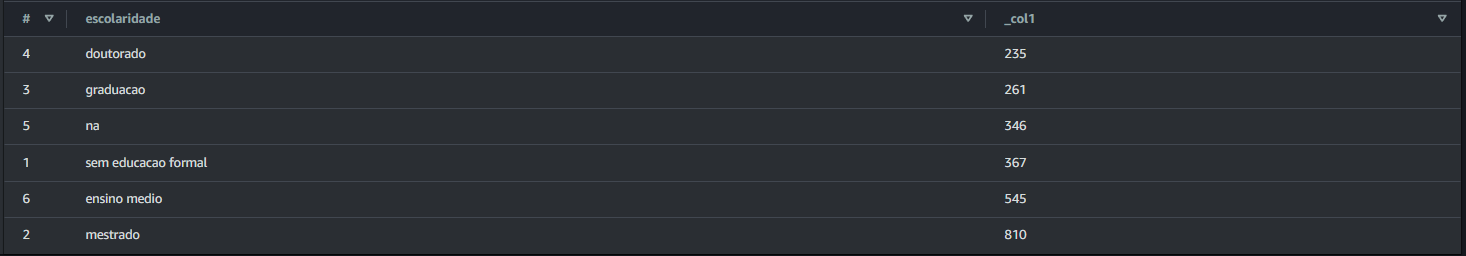 # escolaridade _col1
4 doutorado 235
3 graduacao 261
5 na 346
1 sem educacao formal 367
6 ensino medio 545
2 mestrado 810